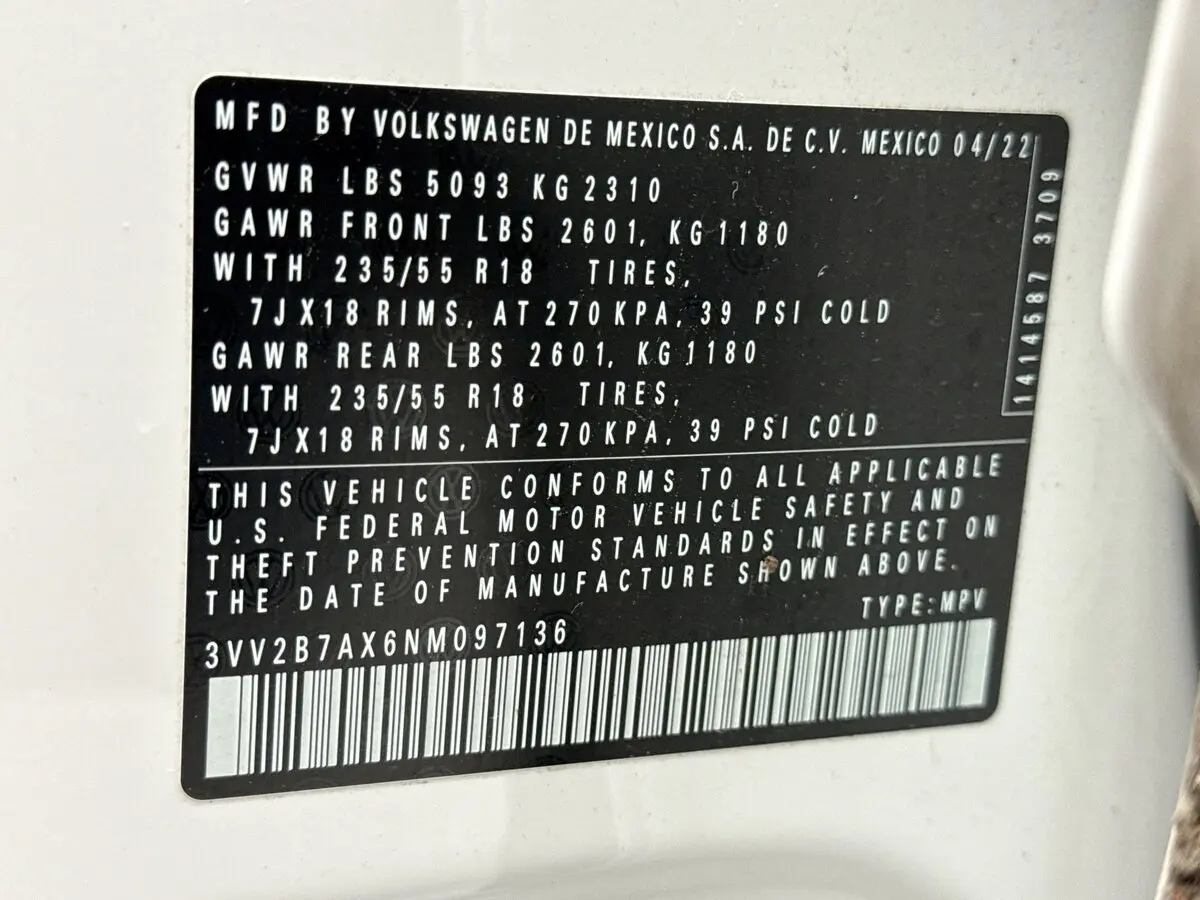 MFD BY VOLKSWAGEN DE MEXICO S.A. DE C.V. MEXICO 04/22
GVWR LBS 5093 KG 2310
GAWR FRONT LBS 2601, KG 1180
WITH 235/55 R18 TIRES,
7JX18 RIMS, AT 270 KPA, 39 PSI COLD
GAWR REAR LBS 2601, KG 1180
WITH 235/55 R18 TIRES,
7JX18 RIMS, AT 270 KPA, 39 PSI COLD
1414587 3709
THIS VEHICLE CONFORMS TO ALL APPLICABLE
U.S. FEDERAL MOTOR VEHICLE SAFETY AND
THEFT PREVENTION STANDARDS IN EFFECT ON
THE DATE OF MANUFACTURE SHOWN ABOVE.
TYPE:MPV
3VV2B7AX6NM097136